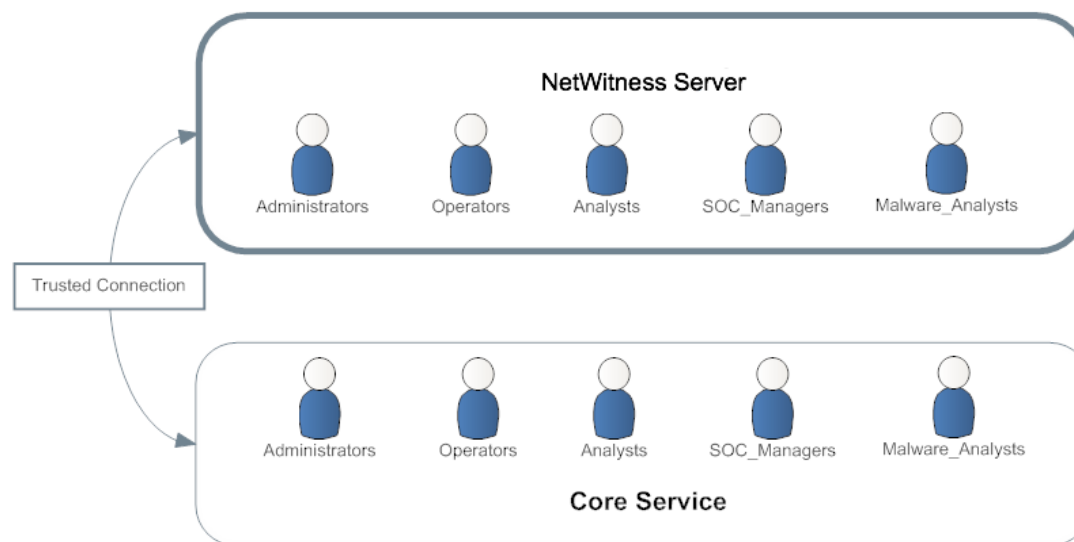 NetWitness Server
Administrators Operators Analysts SOC_Managers Malware_Analysts
Trusted Connection
Administrators Operators Analysts SOC_Managers Malware_Analysts
Core Service